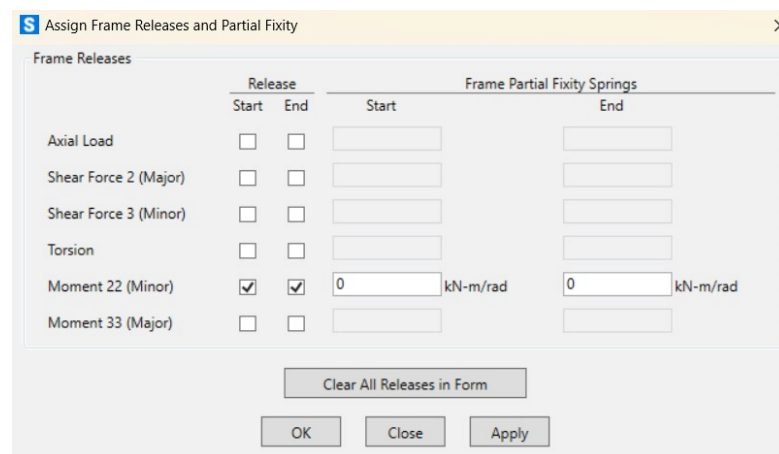 S Assign Frame Releases and Partial Fixity
Frame Releases
Release Frame Partial Fixity Springs
Start End Start End
Axial Load
Shear Force 2 (Major)
Shear Force 3 (Minor)
Torsion
Moment 22 (Minor) 0 kN-m/rad 0 kN-m/rad
Moment 33 (Major)
Clear All Releases in Form
OK Close Apply